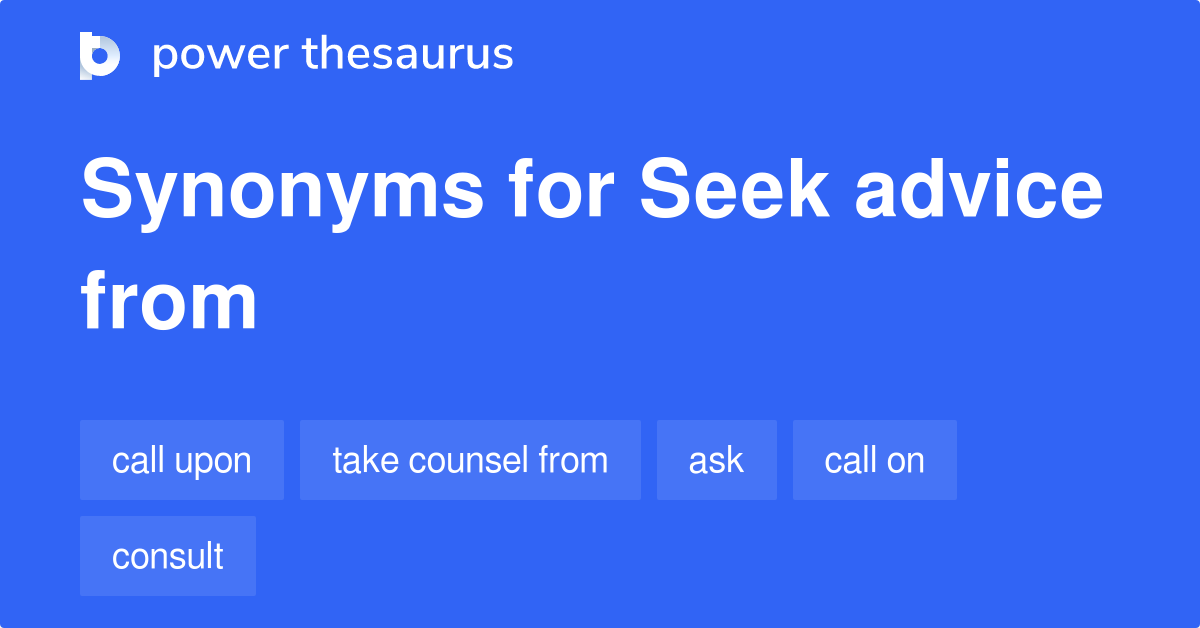 power thesaurus
Synonyms for Seek advice
from
call upon take counsel from ask call on
consult